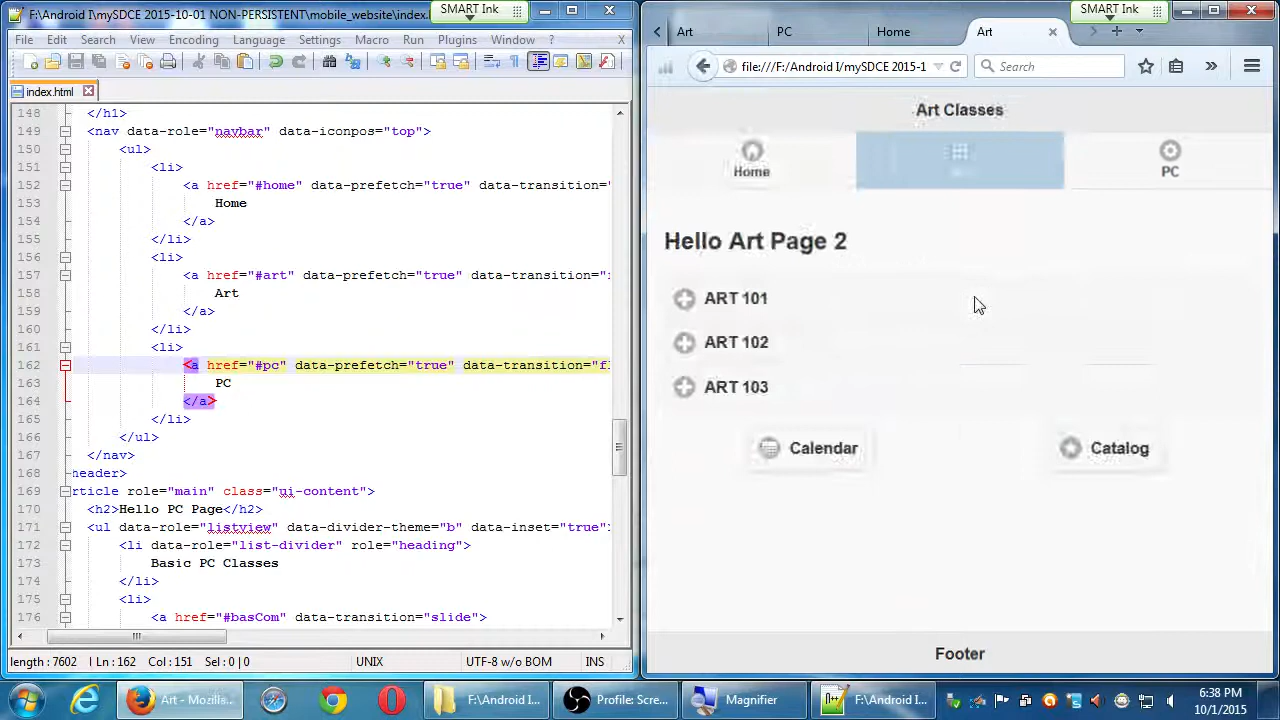 F:\Android I\mySDCE 2015-10-01 NON-PERSISTENT\mobile_website\index.
SMART Ink
File Edit Search View Encoding Language Settings Macro Run Plugins Window ? X
index.html
148 </h1>
149 <nav data-role="navbar" data-iconpos="top">
150 <ul>
151 <li>
152 <a href="#home" data-prefetch="true" data-transition="
153 Home
154 </a>
155 </li>
156 <li>
157 <a href="#art" data-prefetch="true" data-transition="f
158 Art
159 </a>
160 </li>
161 <li>
162 <a href="#pc" data-prefetch="true" data-transition="f
163 PC
164 </a>
165 </li>
166 </ul>
167 </nav>
168 header>
169 rticle role="main" class="ui-content">
170 <h2>Hello PC Page</h2>
171 <ul data-role="listview" data-divider-theme="b" data-inset="true"
172 <li data-role="list-divider" role="heading">
173 Basic PC Classes
174 </li>
175 <li>
176 <a href="#basCom" data-transition="slide">
length : 7602 Ln : 162 Col : 151 Sel : 0 | 0 UNIX UTF-8 w/o BOM INS
SMART Ink
Art PC Home Art
file:///F:/Android I/mySDCE 2015-1
Search
Art Classes
Home
PC
Hello Art Page 2
ART 101
ART 102
ART 103
Calendar Catalog
Footer
Art - Mozills...
F:\Android I...
Profile: Scre...
Magnifier
F:\Android I...
6:38 PM
10/1/2015